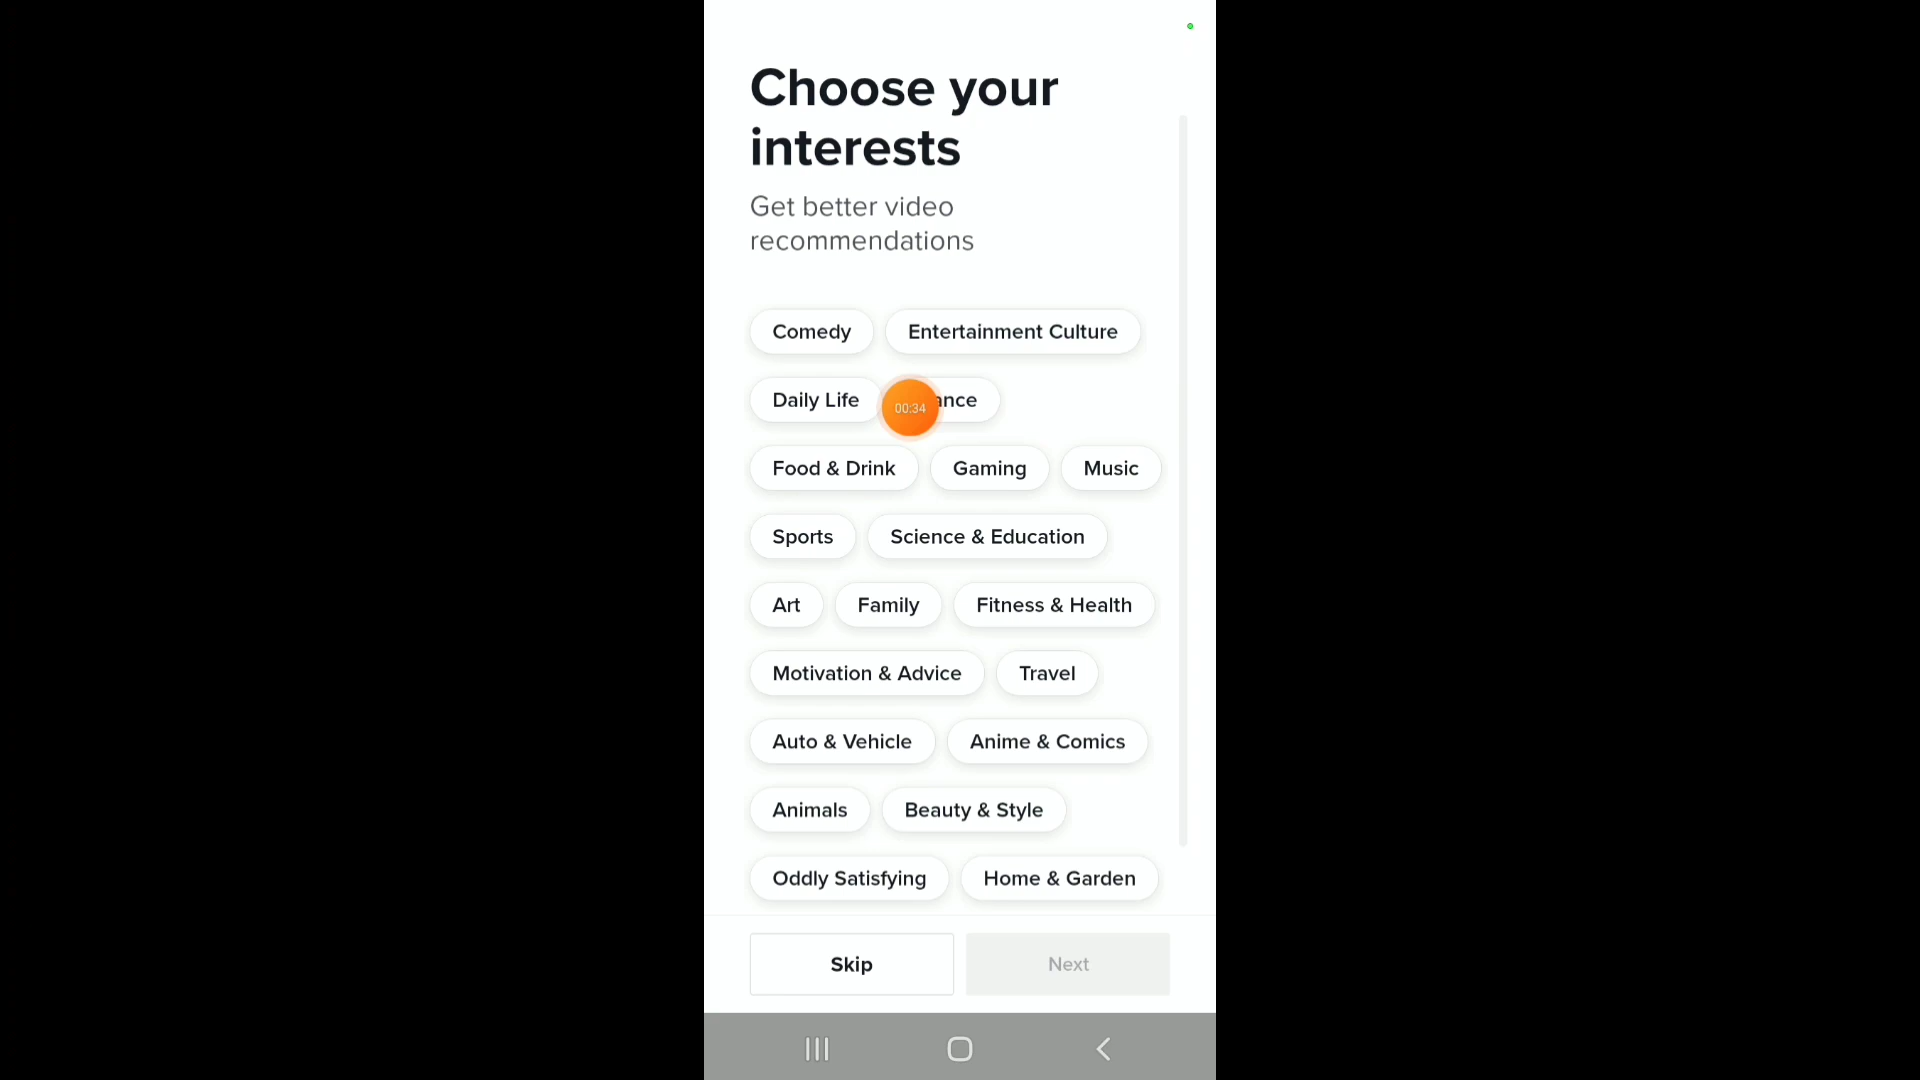 Choose your
interests
Get better video
recommendations
Comedy Entertainment Culture
Daily Life 00:34
Food & Drink Gaming Music
Sports Science & Education
Art Family Fitness & Health
Motivation & Advice Travel
Auto & Vehicle Anime & Comics
Animals Beauty & Style
Oddly Satisfying Home & Garden
Skip Next